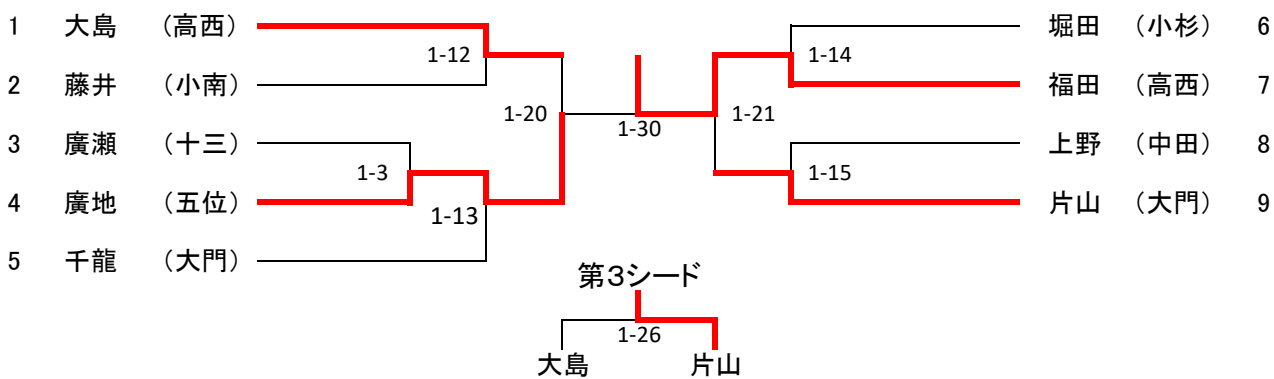 1 大島 （高西）
2 藤井 （小南）
3 廣瀬 （十三）
4 廣地 （五位）
5 千龍 （大門）
1-12
1-3
1-13
1-20
1-30
1-21
1-14
1-15
堀田 （小杉） 6
福田 （高西） 7
上野 （中田） 8
片山 （大門） 9
第３シード
1-26
大島 片山